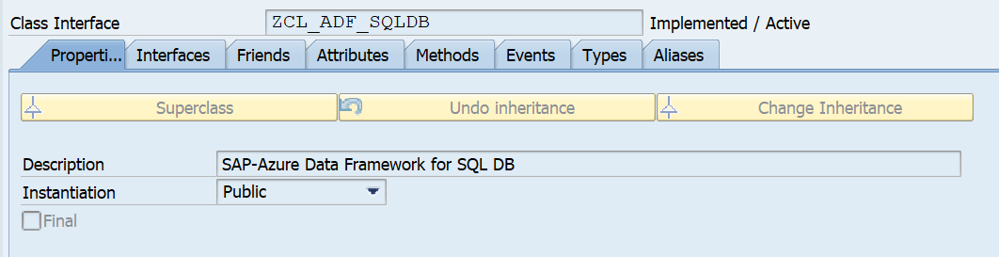 Class Interface ZCL_ADF_SQLDB Implemented / Active
Properti... Interfaces Friends Attributes Methods Events Types Aliases
Superclass Undo inheritance Change Inheritance
Description SAP-Azure Data Framework for SQL DB
Instantiation Public
Final